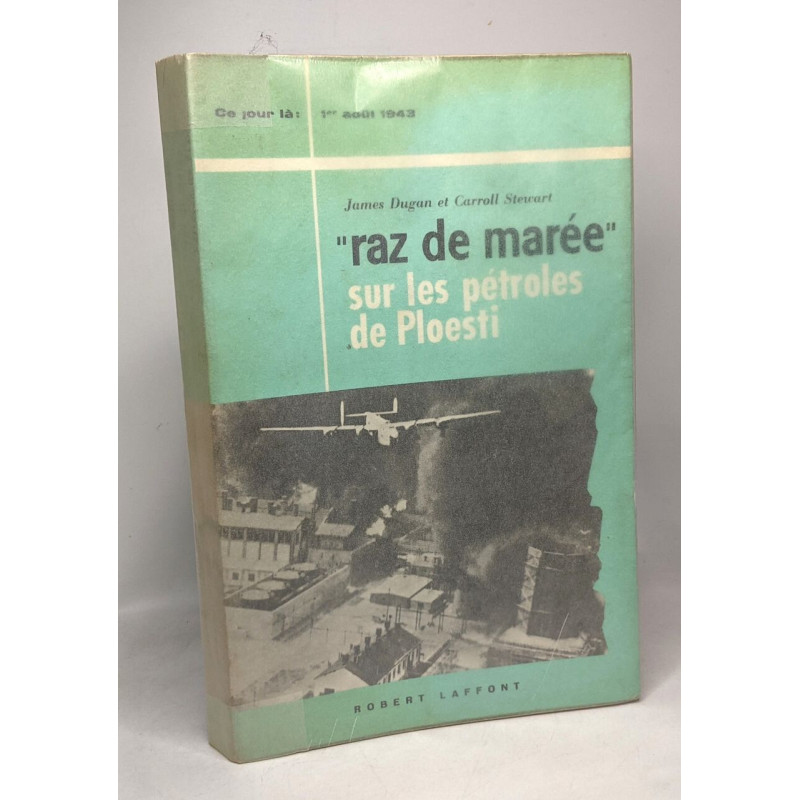 Ce jour là: 1er août 1943
James Dugan et Carroll Stewart
"raz de marée"
sur les pétroles
de Ploesti
ROBERT LAFFONT